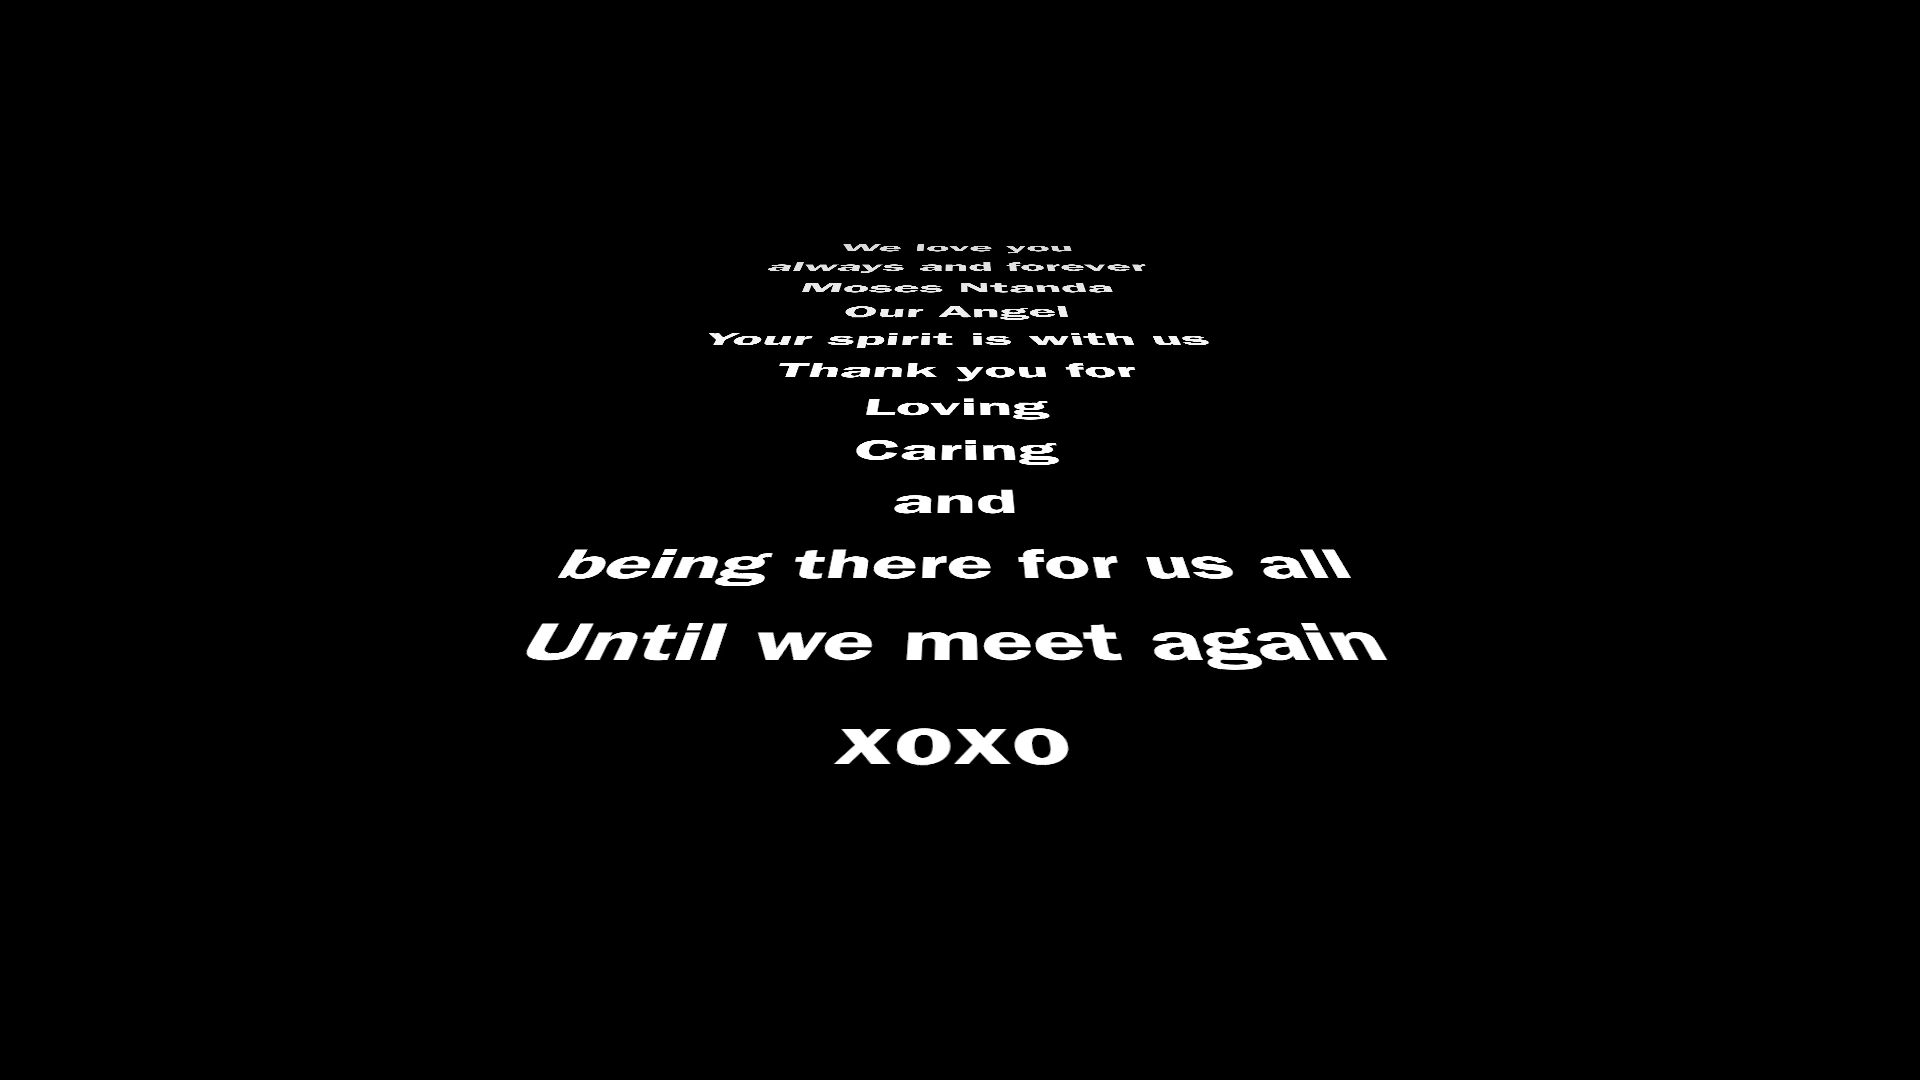 We love you
always and forever
Moses Ntanda
Our Angel
Your spirit is with us
Thank you for
Loving
Caring
and
being there for us all
Until we meet again
xoxo